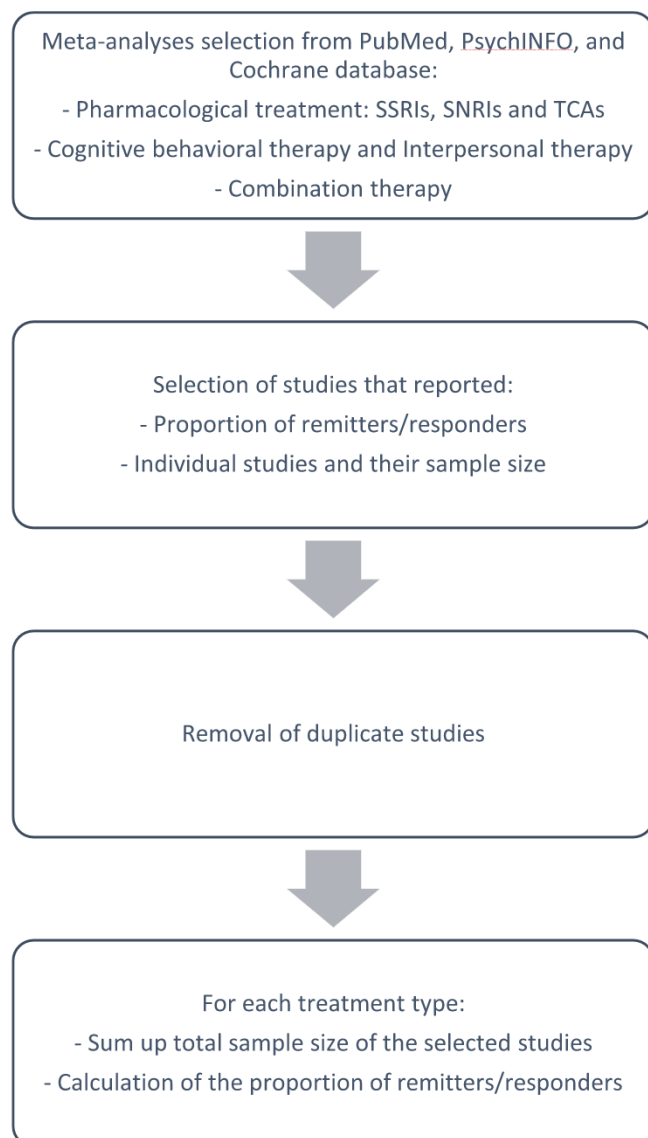 Meta-analyses selection from PubMed, PsychINFO, and
Cochrane database:
- Pharmacological treatment: SSRIs, SNRIs and TCAs
- Cognitive behavioral therapy and Interpersonal therapy
- Combination therapy
Selection of studies that reported:
- Proportion of remitters/responders
- Individual studies and their sample size
Removal of duplicate studies
For each treatment type:
- Sum up total sample size of the selected studies
- Calculation of the proportion of remitters/responders